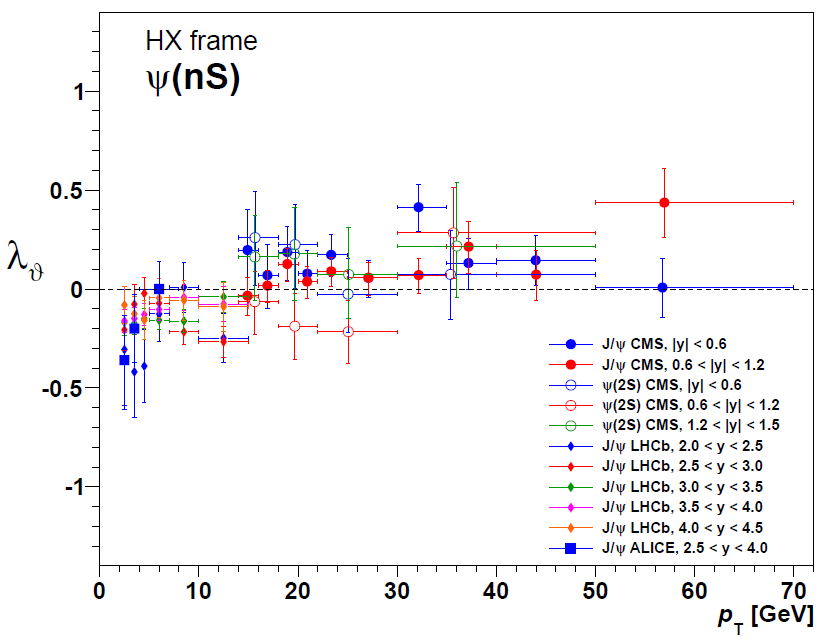 HX frame
ψ(nS)
1
0.5
0
-0.5
-1
λϑ
J/ψ CMS, |y| < 0.6
J/ψ CMS, 0.6 < |y| < 1.2
ψ(2S) CMS, |y| < 0.6
ψ(2S) CMS, 0.6 < |y| < 1.2
ψ(2S) CMS, 1.2 < |y| < 1.5
J/ψ LHCb, 2.0 < y < 2.5
J/ψ LHCb, 2.5 < y < 3.0
J/ψ LHCb, 3.0 < y < 3.5
J/ψ LHCb, 3.5 < y < 4.0
J/ψ LHCb, 4.0 < y < 4.5
J/ψ ALICE, 2.5 < y < 4.0
0 10 20 30 40 50 60 70
pT [GeV]